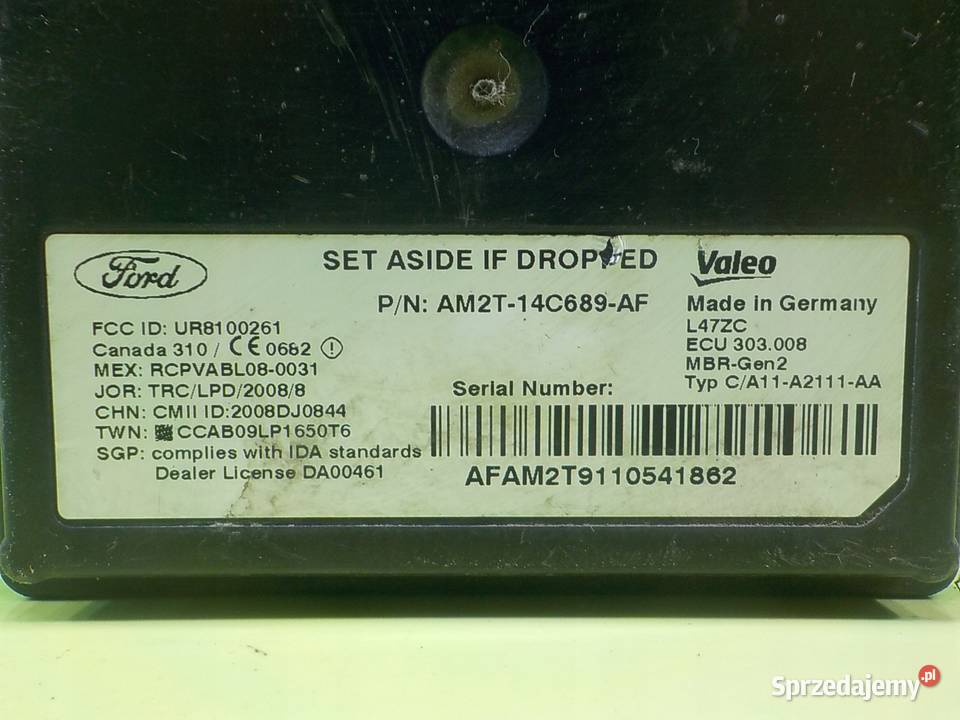 Ford
SET ASIDE IF DROPPED
Valeo
P/N: AM2T-14C689-AF
Made in Germany
L47ZC
ECU 303.008
MBR-Gen2
Typ C/A11-A2111-AA
FCC ID: UR8100261
Canada 310 / CE 0682
MEX: RCPVABL08-0031
JOR: TRC/LPD/2008/8
CHN: CMII ID:2008DJ0844
TWN: CCAB09LP1650T6
SGP: complies with IDA standards
Dealer License DA00461
Serial Number:
AFAM2T9110541862
Sprzedajemy.pl